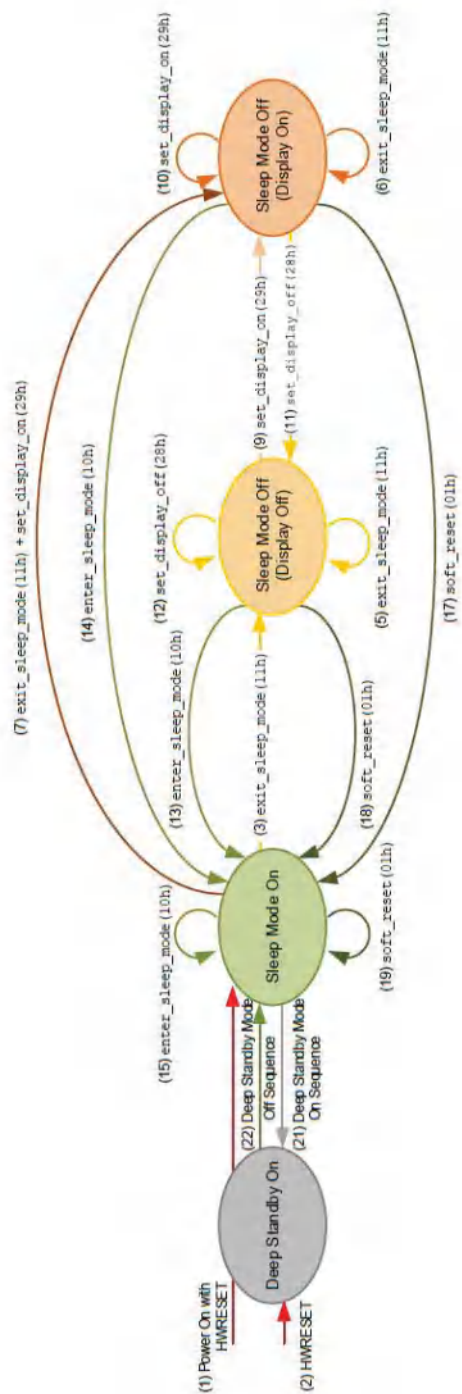 (7) exit_sleep_mode(11h) + set_display_on(29h)
(14) enter_sleep_mode(10h)
(10) set_display_on(29h)
(12) set_display_off(28h)
(13) enter_sleep_mode(10h)
(15) enter_sleep_mode(10h)
(1) Power On with
HWRESET
(22) Deep Standby Mode
Off Sequence
(3) exit_sleep_mode(11h)
(9) set_display_on(29h)
Deep Standby On
Sleep Mode On
Sleep Mode Off
(Display Off)
Sleep Mode Off
(Display On)
(11) set_display_off(28h)
(2) HWRESET
(21) Deep Standby Mode
On Sequence
(18) soft_reset(01h)
(5) exit_sleep_mode(11h)
(6) exit_sleep_mode(11h)
(19) soft_reset(01h)
(17) soft_reset(01h)